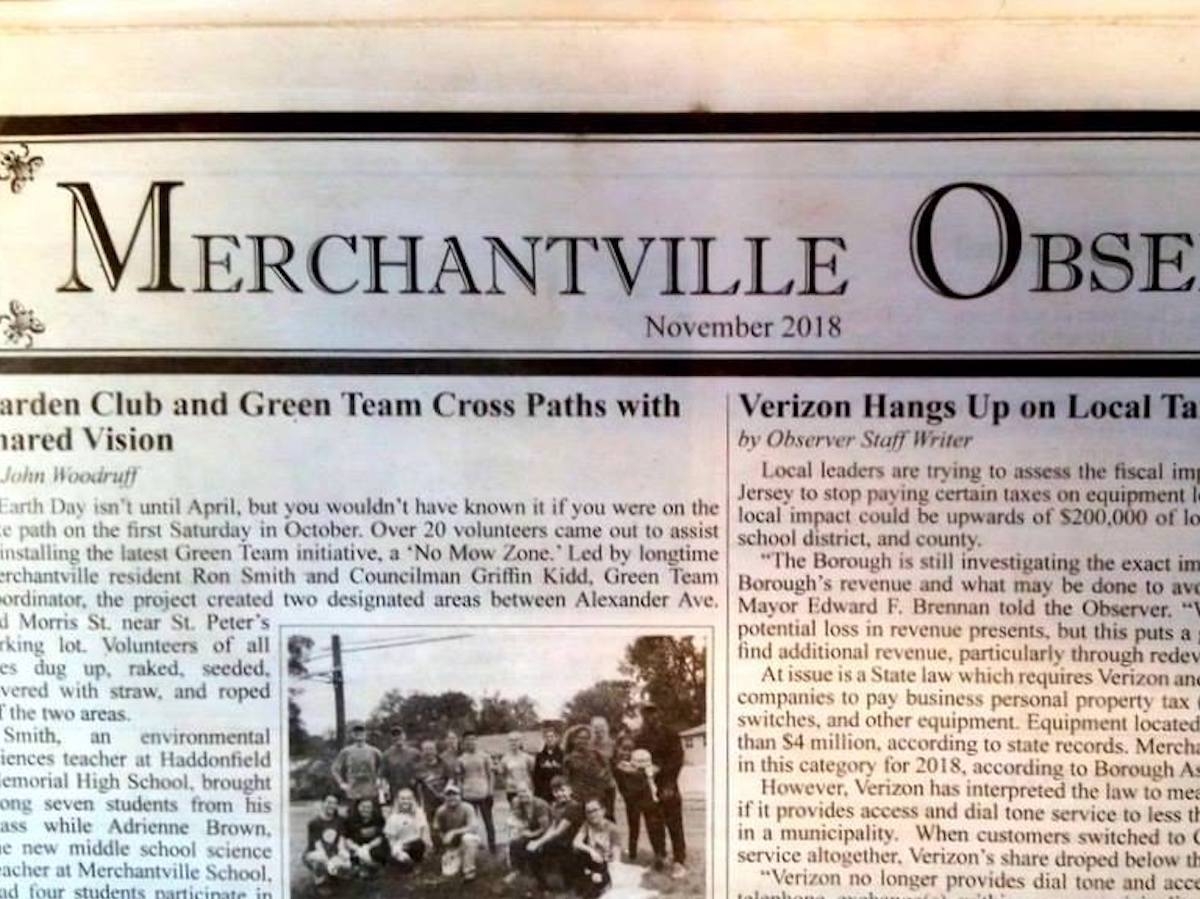 MERCHANTVILLE OBSE
November 2018
arden Club and Green Team Cross Paths with
hared Vision
John Woodruff
Earth Day isn't until April, but you wouldn't have known it if you were on the
e path on the first Saturday in October. Over 20 volunteers came out to assist
installing the latest Green Team initiative, a 'No Mow Zone.' Led by longtime
erchantville resident Ron Smith and Councilman Griffin Kidd, Green Team
oordinator, the project created two designated areas between Alexander Ave.
d Morris St. near St. Peter's
rking lot. Volunteers of all
es dug up, raked, seeded,
vered with straw, and roped
f the two areas.
Smith, an environmental
iences teacher at Haddonfield
emorial High School, brought
ong seven students from his
ass while Adrienne Brown,
e new middle school science
eacher at Merchantville School,
ad four students participate in
Verizon Hangs Up on Local Ta
by Observer Staff Writer
Local leaders are trying to assess the fiscal imp
Jersey to stop paying certain taxes on equipment l
local impact could be upwards of $200,000 of lo
school district, and county.
"The Borough is still investigating the exact im
Borough's revenue and what may be done to avo
Mayor Edward F. Brennan told the Observer. "
potential loss in revenue presents, but this puts a
find additional revenue, particularly through redev
At issue is a State law which requires Verizon and
companies to pay business personal property tax
switches, and other equipment. Equipment located
than $4 million, according to state records. Mercha
in this category for 2018, according to Borough As
However, Verizon has interpreted the law to mea
if it provides access and dial tone service to less th
in a municipality. When customers switched to
service altogether, Verizon's share droped below th
"Verizon no longer provides dial tone and acce